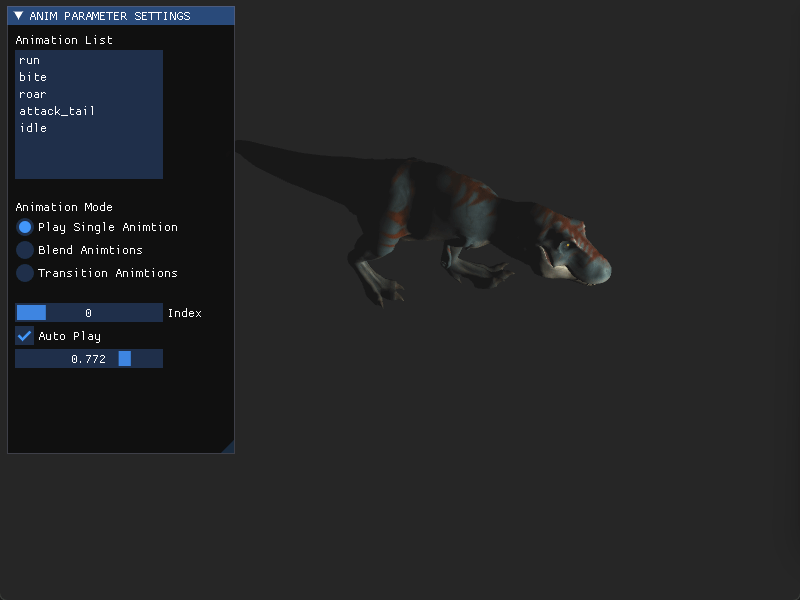 ANIM PARAMETER SETTINGS
Animation List
run
bite
roar
attack_tail
idle
Animation Mode
Play Single Animtion
Blend Animtions
Transition Animtions
0 Index
Auto Play
0.772